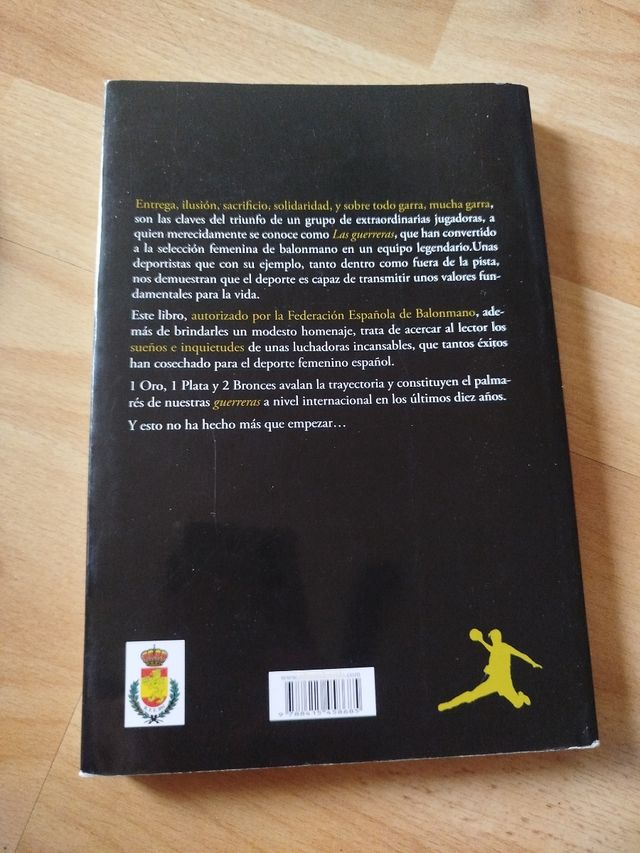 Entrega, ilusión, sacrificio, solidaridad, y sobre todo garra, mucha garra,
son las claves del triunfo de un grupo de extraordinarias jugadoras, a
quien merecidamente se conoce como Las guerreras, que han convertido
a la selección femenina de balonmano en un equipo legendario.Unas
deportistas que con su ejemplo, tanto dentro como fuera de la pista,
nos demuestran que el deporte es capaz de transmitir unos valores fun-
damentales para la vida.
Este libro, autorizado por la Federación Española de Balonmano, ade-
más de brindarles un modesto homenaje, trata de acercar al lector los
sueños e inquietudes de unas luchadoras incansables, que tantos éxitos
han cosechado para el deporte femenino español.
1 Oro, 1 Plata y 2 Bronces avalan la trayectoria y constituyen el palma-
rés de nuestras guerreras a nivel internacional en los últimos diez años.
Y esto no ha hecho más que empezar…